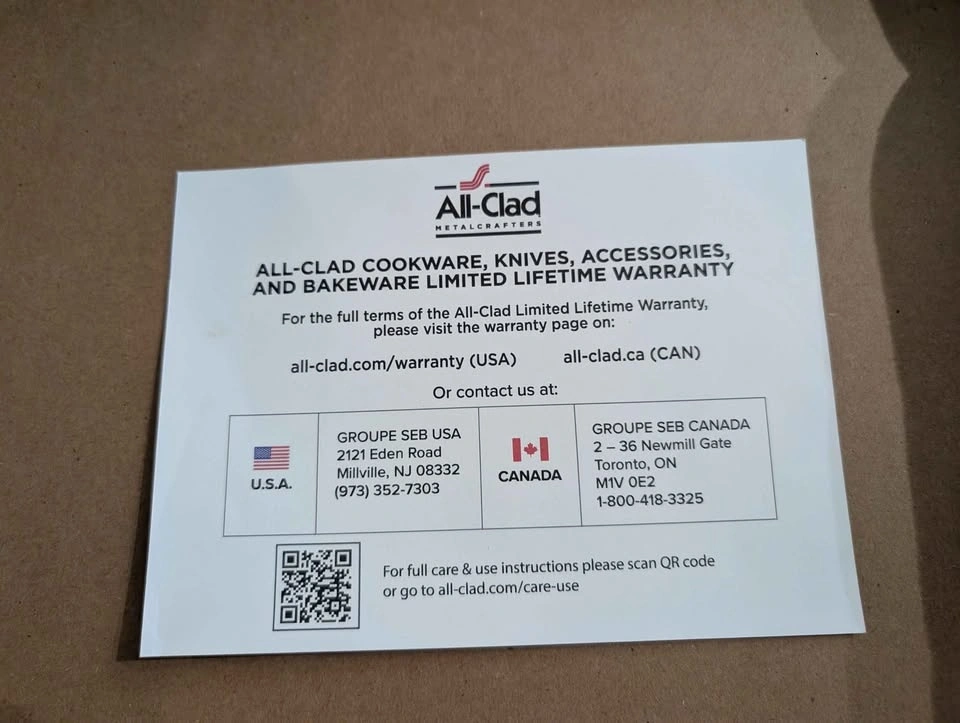 All-Clad
METALCRAFTERS
ALL-CLAD COOKWARE, KNIVES, ACCESSORIES,
AND BAKEWARE LIMITED LIFETIME WARRANTY
For the full terms of the All-Clad Limited Lifetime Warranty,
please visit the warranty page on:
all-clad.com/warranty (USA) all-clad.ca (CAN)
Or contact us at:
U.S.A.
GROUPE SEB USA
2121 Eden Road
Millville, NJ 08332
(973) 352-7303
CANADA
GROUPE SEB CANADA
2 – 36 Newmill Gate
Toronto, ON
M1V 0E2
1-800-418-3325
For full care & use instructions please scan QR code
or go to all-clad.com/care-use